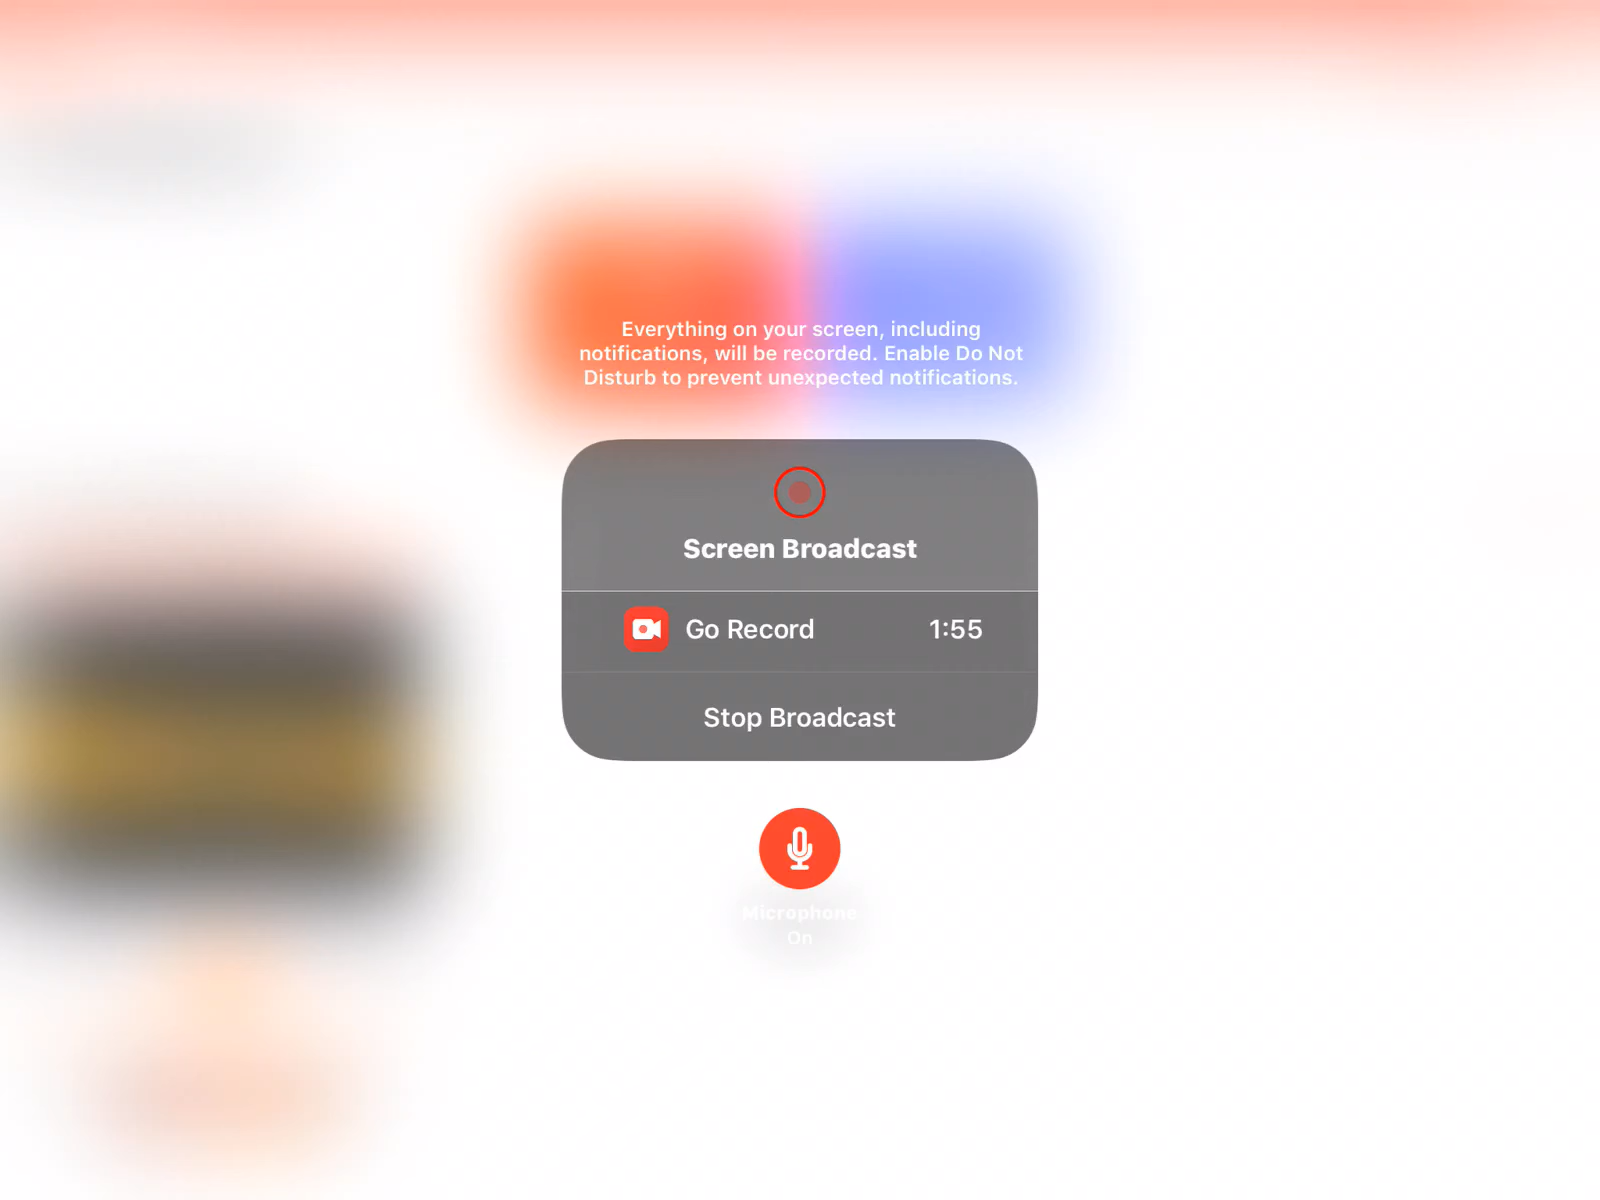 Everything on your screen, including
notifications, will be recorded. Enable Do Not
Disturb to prevent unexpected notifications.
Screen Broadcast
Go Record 1:55
Stop Broadcast
Microphone
On